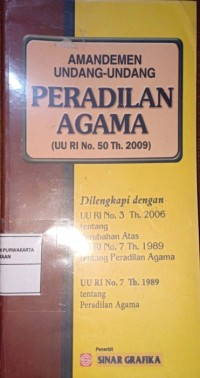 AMANDEMEN
UNDANG-UNDANG
PERADILAN
AGAMA
(UU RI No. 50 Th. 2009)
Dilengkapi dengan
UU RI No. 3 Th. 2006
tentang
Perubahan Atas
RI No. 7 Th. 1989
tentang Peradilan Agama
PURWAKARTA
UU RI No. 7 Th. 1989
tentang
Peradilan Agama
Penerbit
SINAR GRAFIKA